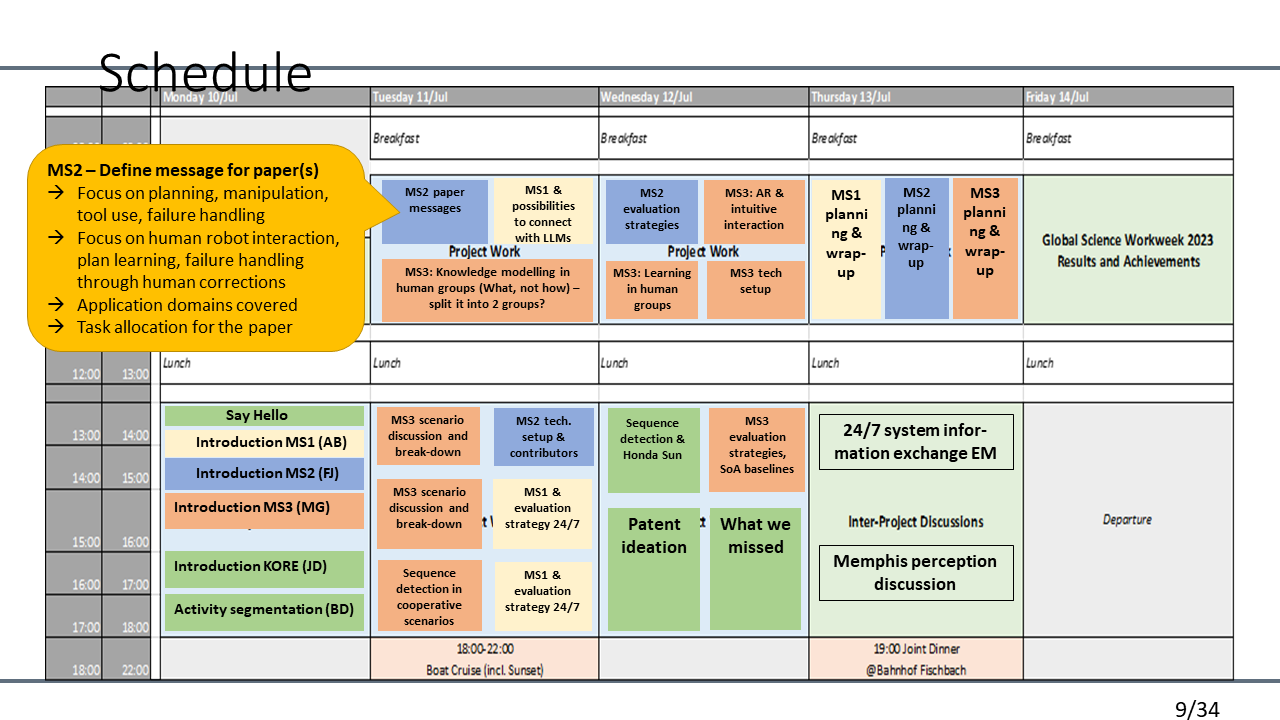 Schedule
Monday 10/Jul
Tuesday 11/Jul
Wednesday 12/Jul
Thursday 13/Jul
Friday 14/Jul
Breakfast
Breakfast
Breakfast
Breakfast
MS2 – Define message for paper(s)
→ Focus on planning, manipulation,
tool use, failure handling
→ Focus on human robot interaction,
plan learning, failure handling
through human corrections
→ Application domains covered
→ Task allocation for the paper
MS2 paper
messages
MS1 &
possibilities
to connect
with LLMs
Project Work
MS3: Knowledge modelling in
human groups (What, not how) –
split it into 2 groups?
MS2
evaluation
strategies
MS3: AR &
intuitive
interaction
Project Work
MS3: Learning
in human
groups
MS3 tech
setup
MS1
planni
ng &
wrap-
up
MS2
planni
ng &
wrap-
up
MS3
planni
ng &
wrap-
up
Global Science Workweek 2023
Results and Achievements
12:00 13:00
Lunch
Lunch
Lunch
Lunch
Lunch
13:00 14:00
14:00 15:00
15:00 16:00
16:00 17:00
17:00 18:00
18:00 22:00
Say Hello
Introduction MS1 (AB)
Introduction MS2 (FJ)
Introduction MS3 (MG)
Introduction KORE (JD)
Activity segmentation (BD)
MS3 scenario
discussion and
break-down
MS2 tech.
setup &
contributors
MS3 scenario
discussion and
break-down
MS1 &
evaluation
strategy 24/7
Sequence
detection in
cooperative
scenarios
MS1 &
evaluation
strategy 24/7
Sequence
detection &
Honda Sun
MS3
evaluation
strategies,
SoA baselines
Patent
ideation
What we
missed
24/7 system infor-
mation exchange EM
Inter-Project Discussions
Memphis perception
discussion
Departure
18:00-22:00
Boat Cruise (incl. Sunset)
19:00 Joint Dinner
@Bahnhof Fischbach
9/34